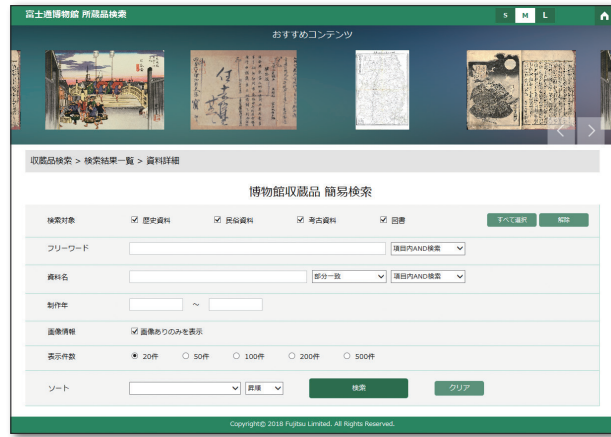 富士通博物館 所蔵品検索
S M L
おすすめコンテンツ
収蔵品検索 > 検索結果一覧 > 資料詳細
博物館収蔵品 簡易検索
検索対象 歴史資料 民俗資料 考古資料 図書 すべて選択 解除
フリーワード 項目内AND検索
資料名 部分一致 項目内AND検索
制作年 ～
画像情報 画像ありのみを表示
表示件数 20件 50件 100件 200件 500件
ソート 昇順 検索 クリア
Copyright© 2018 Fujitsu Limited. All Rights Reserved.